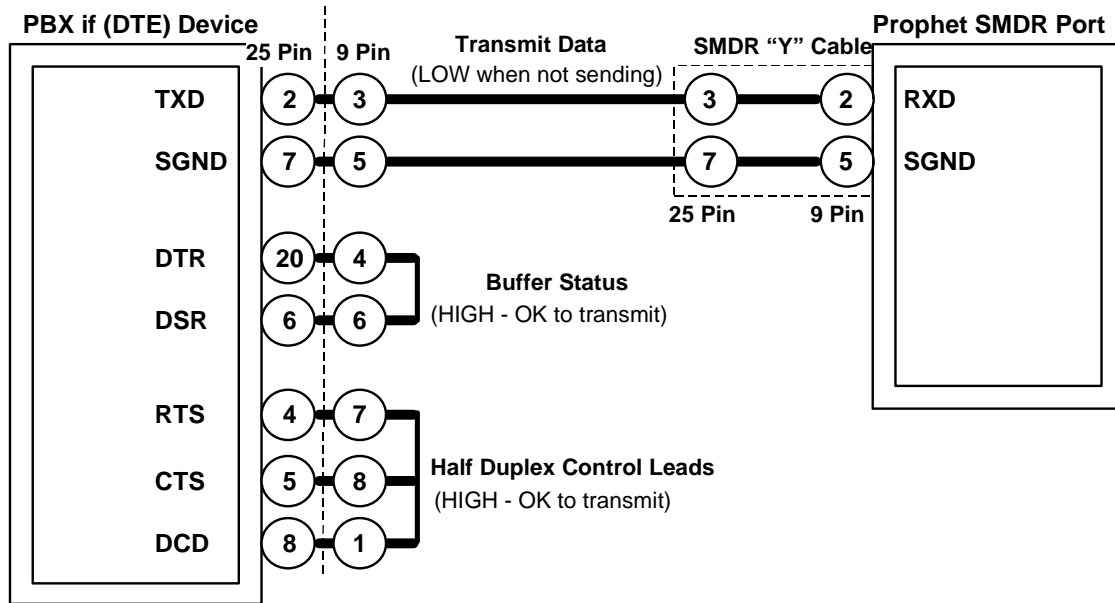 PBX if (DTE) Device
Prophet SMDR Port
25 Pin 9 Pin
Transmit Data
(LOW when not sending)
SMDR “Y” Cable
TXD 2 3 3 2 RXD
SGND 7 5 7 5 SGND
25 Pin 9 Pin
DTR 20 4
Buffer Status
(HIGH - OK to transmit)
DSR 6 6
RTS 4 7
Half Duplex Control Leads
(HIGH - OK to transmit)
CTS 5 8
DCD 8 1